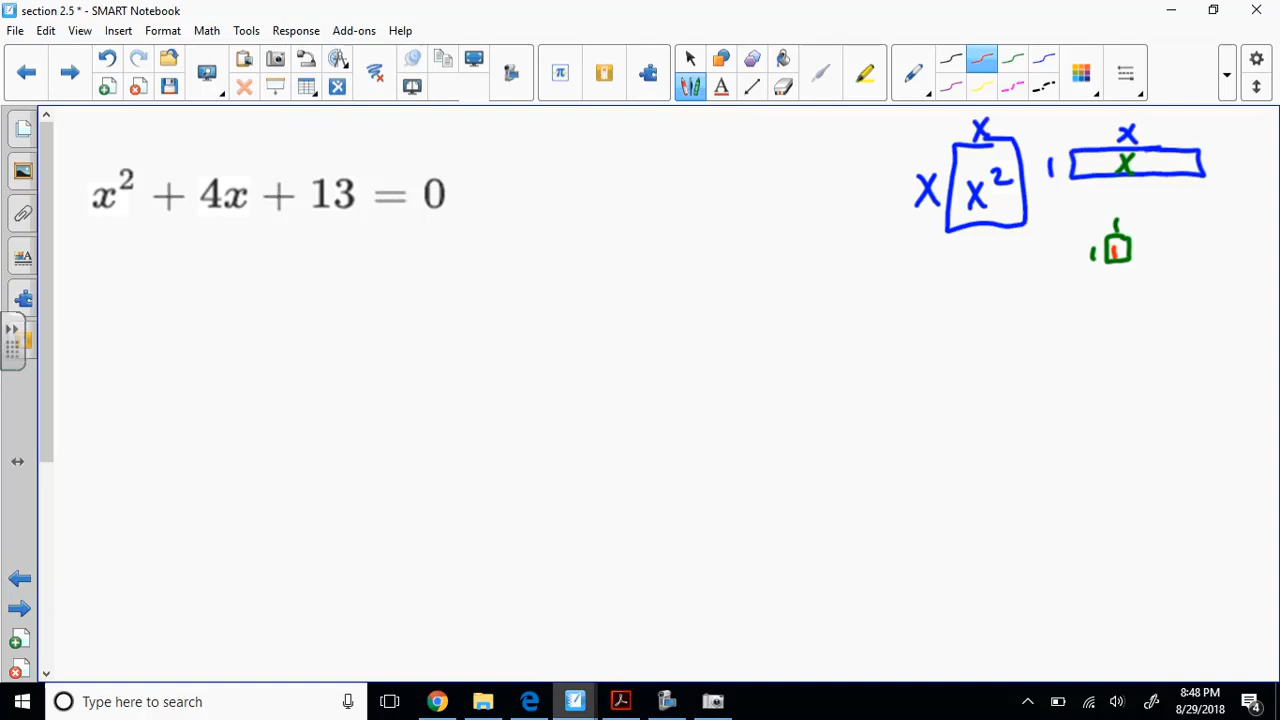 section 2.5 * - SMART Notebook
File Edit View Insert Format Math Tools Response Add-ons Help
π A
x² + 4x + 13 = 0
x
x x²
x
1 x
1
1 1
Type here to search
8:48 PM
8/29/2018
4